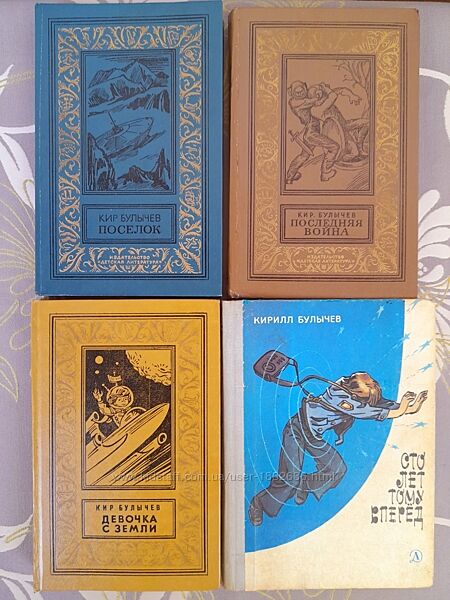 КИР БУЛЫЧЕВ
ПОСЕЛОК
ИЗДАТЕЛЬСТВО
«ДЕТСКАЯ ЛИТЕРАТУРА»
КИР БУЛЫЧЕВ
ПОСЛЕДНЯЯ
ВОЙНА
ИЗДАТЕЛЬСТВО
«ДЕТСКАЯ ЛИТЕРАТУРА»
КИР БУЛЫЧЕВ
ДЕВОЧКА
С ЗЕМЛИ
КИРИЛЛ БУЛЫЧЕВ
СТО
ЛЕТ
ТОМУ
ВПЕРЁД